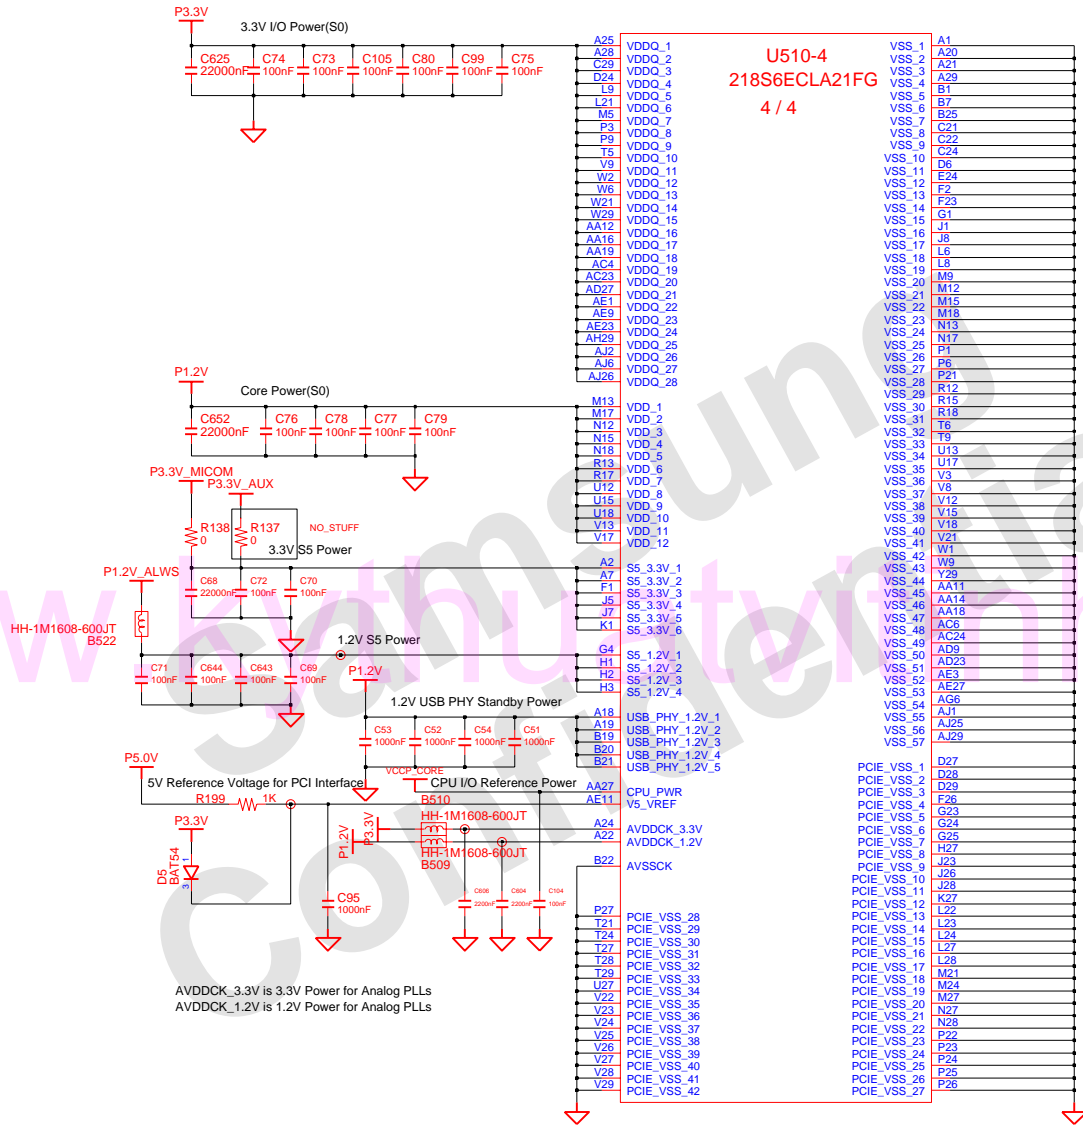 P3.3V
3.3V I/O Power(S0)
C625 22000nF
C74 100nF
C73 100nF
C105 100nF
C80 100nF
C99 100nF
C75 100nF
U510-4
218S6ECLA21FG
4 / 4
A25 VDDQ_1
A28 VDDQ_2
C29 VDDQ_3
D24 VDDQ_4
L9 VDDQ_5
L21 VDDQ_6
M5 VDDQ_7
P3 VDDQ_8
P9 VDDQ_9
T5 VDDQ_10
V9 VDDQ_11
W2 VDDQ_12
W6 VDDQ_13
W21 VDDQ_14
W29 VDDQ_15
AA12 VDDQ_16
AA16 VDDQ_17
AA19 VDDQ_18
AC4 VDDQ_19
AC23 VDDQ_20
AD27 VDDQ_21
AE1 VDDQ_22
AE9 VDDQ_23
AE23 VDDQ_24
AH29 VDDQ_25
AJ2 VDDQ_26
AJ6 VDDQ_27
AJ26 VDDQ_28
P1.2V
Core Power(S0)
C652 22000nF
C76 100nF
C78 100nF
C77 100nF
C79 100nF
M13 VDD_1
M17 VDD_2
N12 VDD_3
N15 VDD_4
N18 VDD_5
R13 VDD_6
R17 VDD_7
U12 VDD_8
U15 VDD_9
U18 VDD_10
V13 VDD_11
V17 VDD_12
P3.3V_MICOM
P3.3V_AUX
R138 0
R137 0
NO_STUFF
3.3V S5 Power
C68 22000nF
C72 100nF
C70 100nF
A2 S5_3.3V_1
A7 S5_3.3V_2
F1 S5_3.3V_3
J5 S5_3.3V_4
J7 S5_3.3V_5
K1 S5_3.3V_6
P1.2V_ALWS
HH-1M1608-600JT
B522
1.2V S5 Power
C71 100nF
C644 100nF
C643 100nF
C69 100nF
G4 S5_1.2V_1
H1 S5_1.2V_2
H2 S5_1.2V_3
H3 S5_1.2V_4
P1.2V
1.2V USB PHY Standby Power
C53 1000nF
C52 1000nF
C54 1000nF
C51 1000nF
A18 USB_PHY_1.2V_1
A19 USB_PHY_1.2V_2
B19 USB_PHY_1.2V_3
B20 USB_PHY_1.2V_4
B21 USB_PHY_1.2V_5
P5.0V
5V Reference Voltage for PCI Interface
R199 1K
VCCP_CORE
CPU I/O Reference Power
AA27 CPU_PWR
AE11 V5_VREF
P3.3V
D5
BAT54
1
3
C95 1000nF
P1.2V
P3.3V
B510
HH-1M1608-600JT
HH-1M1608-600JT
B509
A24 AVDDCK_3.3V
A22 AVDDCK_1.2V
B22 AVSSCK
C606 2200nF
C604 2200nF
C104 100nF
P27 PCIE_VSS_28
T21 PCIE_VSS_29
T24 PCIE_VSS_30
T27 PCIE_VSS_31
T28 PCIE_VSS_32
T29 PCIE_VSS_33
U27 PCIE_VSS_34
V22 PCIE_VSS_35
V23 PCIE_VSS_36
V24 PCIE_VSS_37
V25 PCIE_VSS_38
V26 PCIE_VSS_39
V27 PCIE_VSS_40
V28 PCIE_VSS_41
V29 PCIE_VSS_42
AVDDCK_3.3V is 3.3V Power for Analog PLLs
AVDDCK_1.2V is 1.2V Power for Analog PLLs
VSS_1 A1
VSS_2 A20
VSS_3 A21
VSS_4 A29
VSS_5 B1
VSS_6 B7
VSS_7 B25
VSS_8 C21
VSS_9 C22
VSS_10 C24
VSS_11 D6
VSS_12 E24
VSS_13 F2
VSS_14 F23
VSS_15 G1
VSS_16 J1
VSS_17 J8
VSS_18 L6
VSS_19 L8
VSS_20 M9
VSS_21 M12
VSS_22 M15
VSS_23 M18
VSS_24 N13
VSS_25 N17
VSS_26 P1
VSS_27 P6
VSS_28 P21
VSS_29 R12
VSS_30 R15
VSS_31 R18
VSS_32 T6
VSS_33 T9
VSS_34 U13
VSS_35 U17
VSS_36 V3
VSS_37 V8
VSS_38 V12
VSS_39 V15
VSS_40 V18
VSS_41 V21
VSS_42 W1
VSS_43 W9
VSS_44 Y29
VSS_45 AA11
VSS_46 AA14
VSS_47 AA18
VSS_48 AC6
VSS_49 AC24
VSS_50 AD9
VSS_51 AD23
VSS_52 AE3
VSS_53 AE27
VSS_54 AG6
VSS_55 AJ1
VSS_56 AJ25
VSS_57 AJ29
PCIE_VSS_1 D27
PCIE_VSS_2 D28
PCIE_VSS_3 D29
PCIE_VSS_4 F26
PCIE_VSS_5 G23
PCIE_VSS_6 G24
PCIE_VSS_7 G25
PCIE_VSS_8 H27
PCIE_VSS_9 J23
PCIE_VSS_10 J26
PCIE_VSS_11 J28
PCIE_VSS_12 K27
PCIE_VSS_13 L22
PCIE_VSS_14 L23
PCIE_VSS_15 L24
PCIE_VSS_16 L27
PCIE_VSS_17 L28
PCIE_VSS_18 M21
PCIE_VSS_19 M24
PCIE_VSS_20 M27
PCIE_VSS_21 N27
PCIE_VSS_22 N28
PCIE_VSS_23 P22
PCIE_VSS_24 P23
PCIE_VSS_25 P24
PCIE_VSS_26 P25
PCIE_VSS_27 P26
Samsung